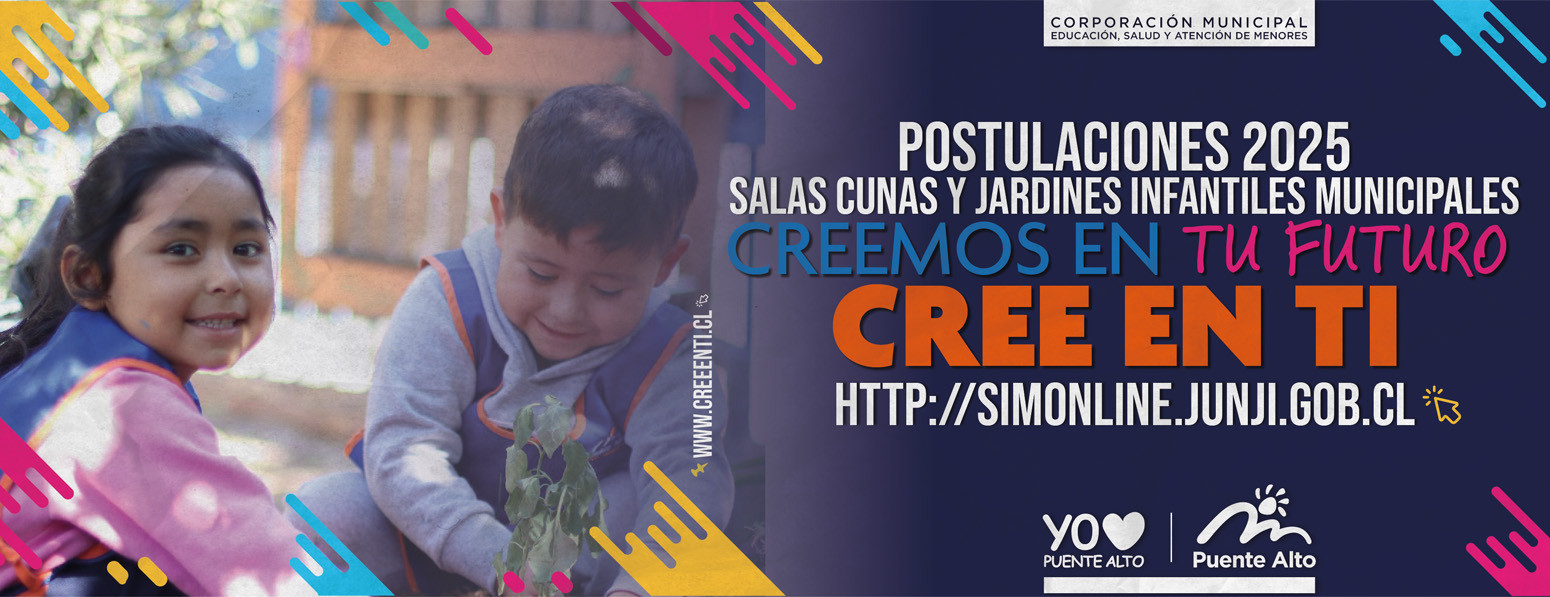 CORPORACIÓN MUNICIPAL
EDUCACIÓN, SALUD Y ATENCIÓN DE MENORES
POSTULACIONES 2025
SALAS CUNAS Y JARDINES INFANTILES MUNICIPALES
CREEMOS EN TU FUTURO
CREE EN TI
HTTP://SIMONLINE.JUNJI.GOB.CL
WWW.CREEENTI.CL
YO
PUENTE ALTO
Puente Alto